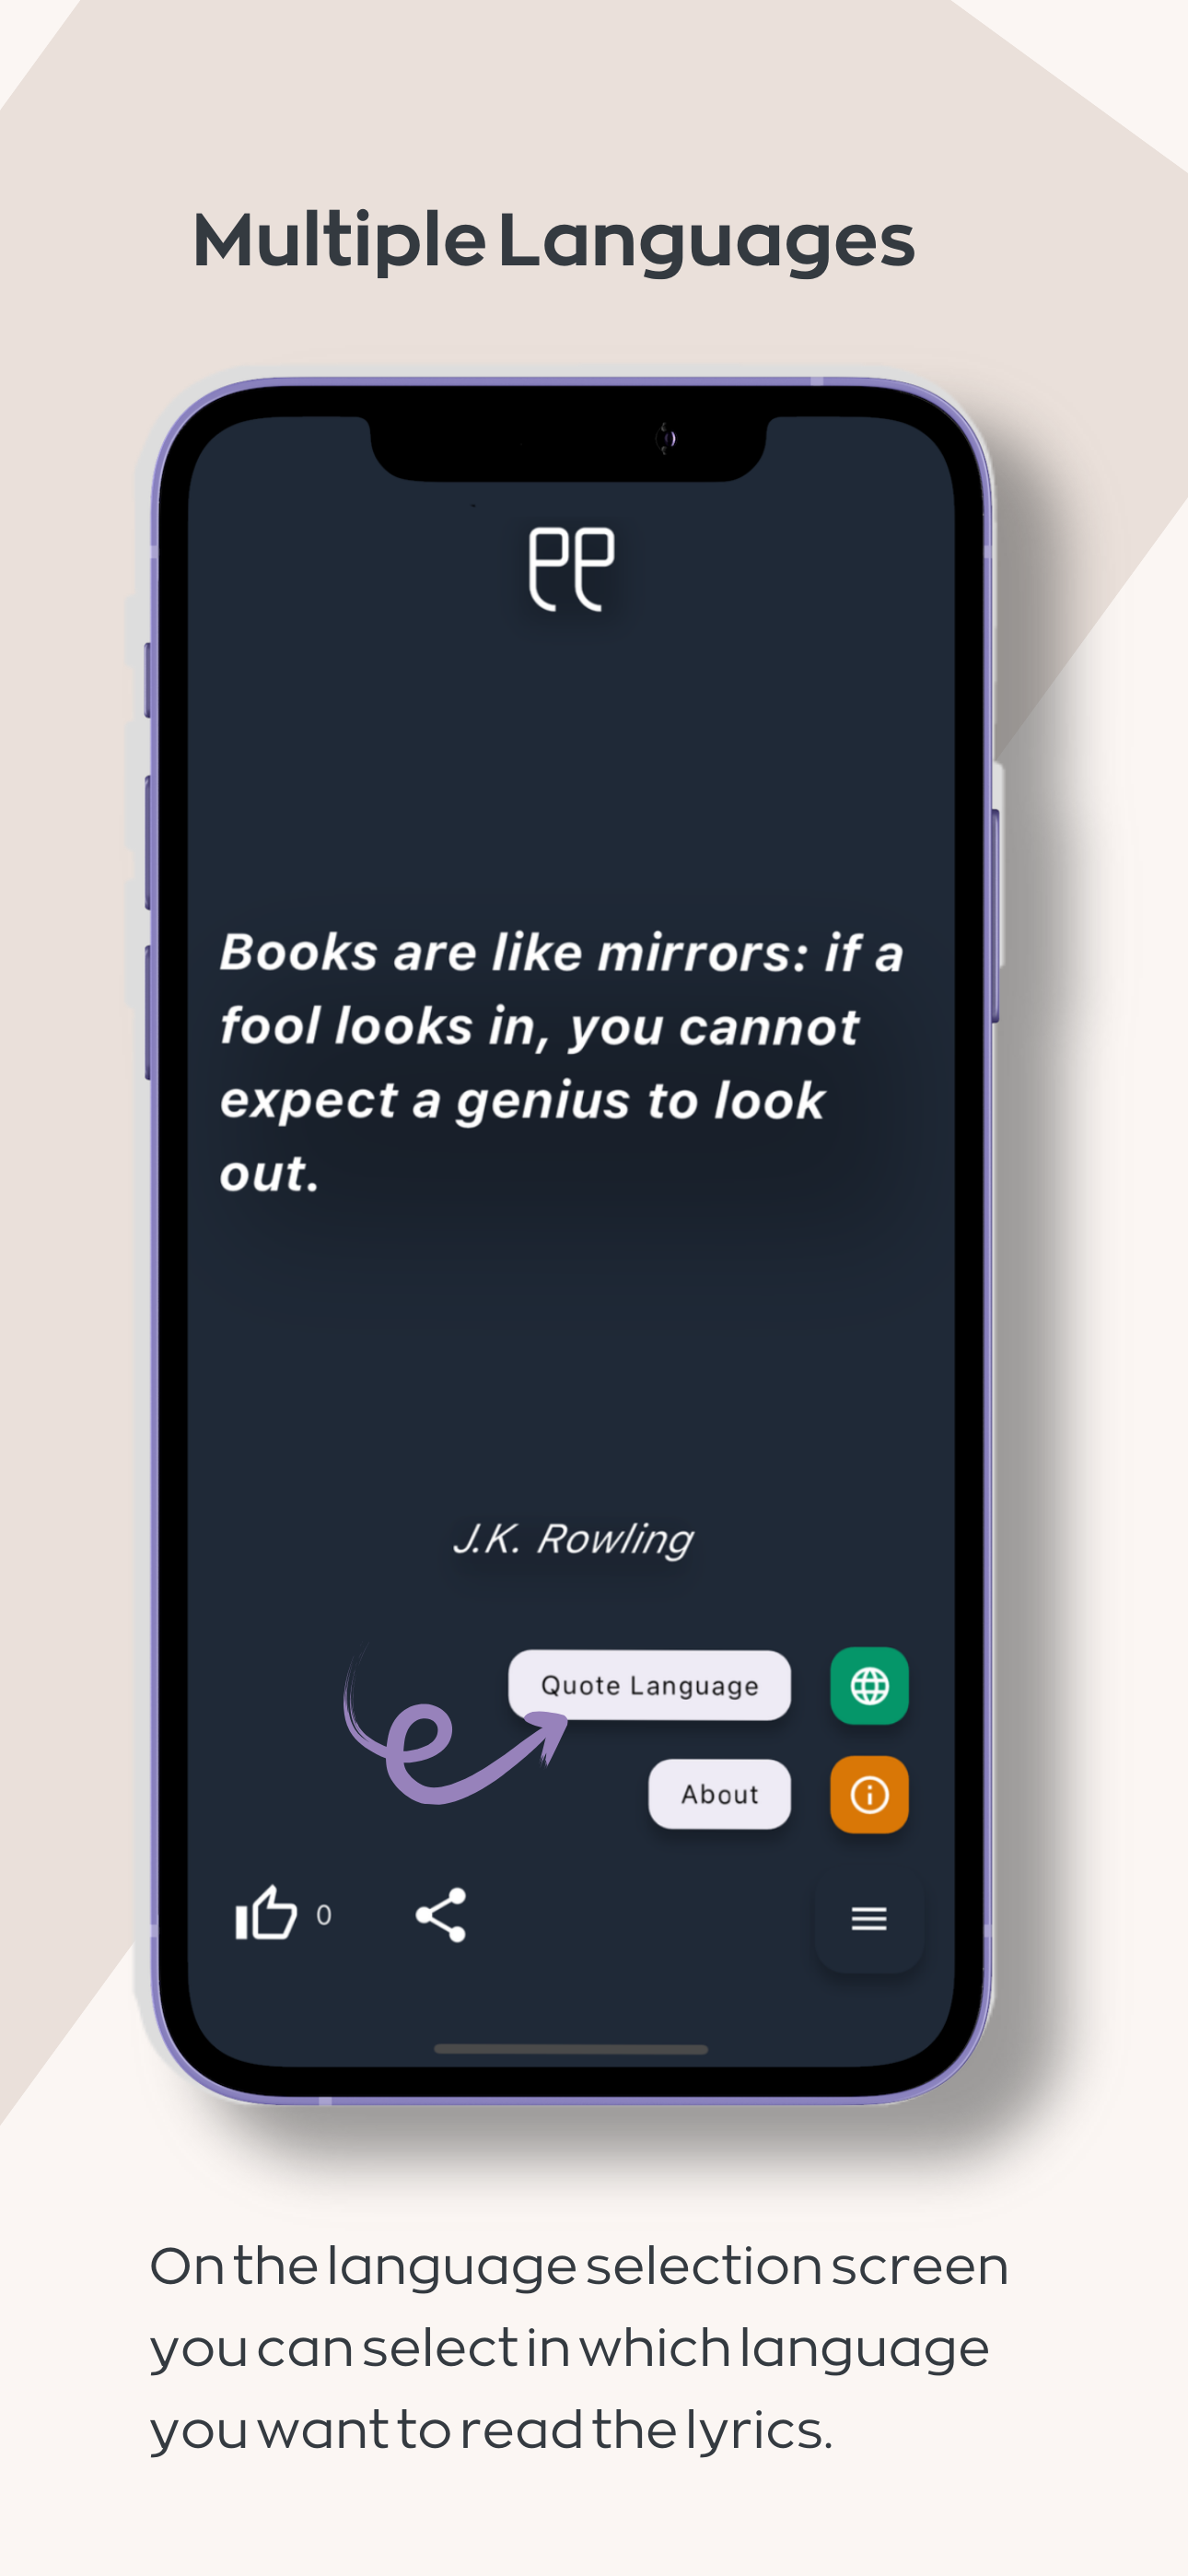 Multiple Languages
Books are like mirrors: if a
fool looks in, you cannot
expect a genius to look
out.
J.K. Rowling
Quote Language
About
0
On the language selection screen
you can select in which language
you want to read the lyrics.